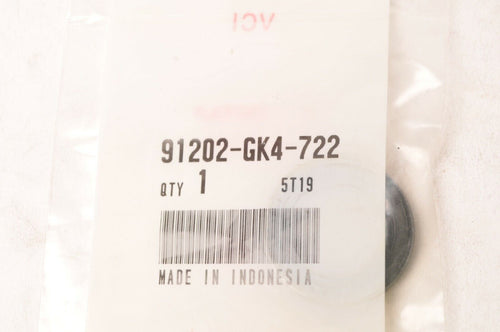 VCI
91202-GK4-722
QTY 1 5T19
MADE IN INDONESIA